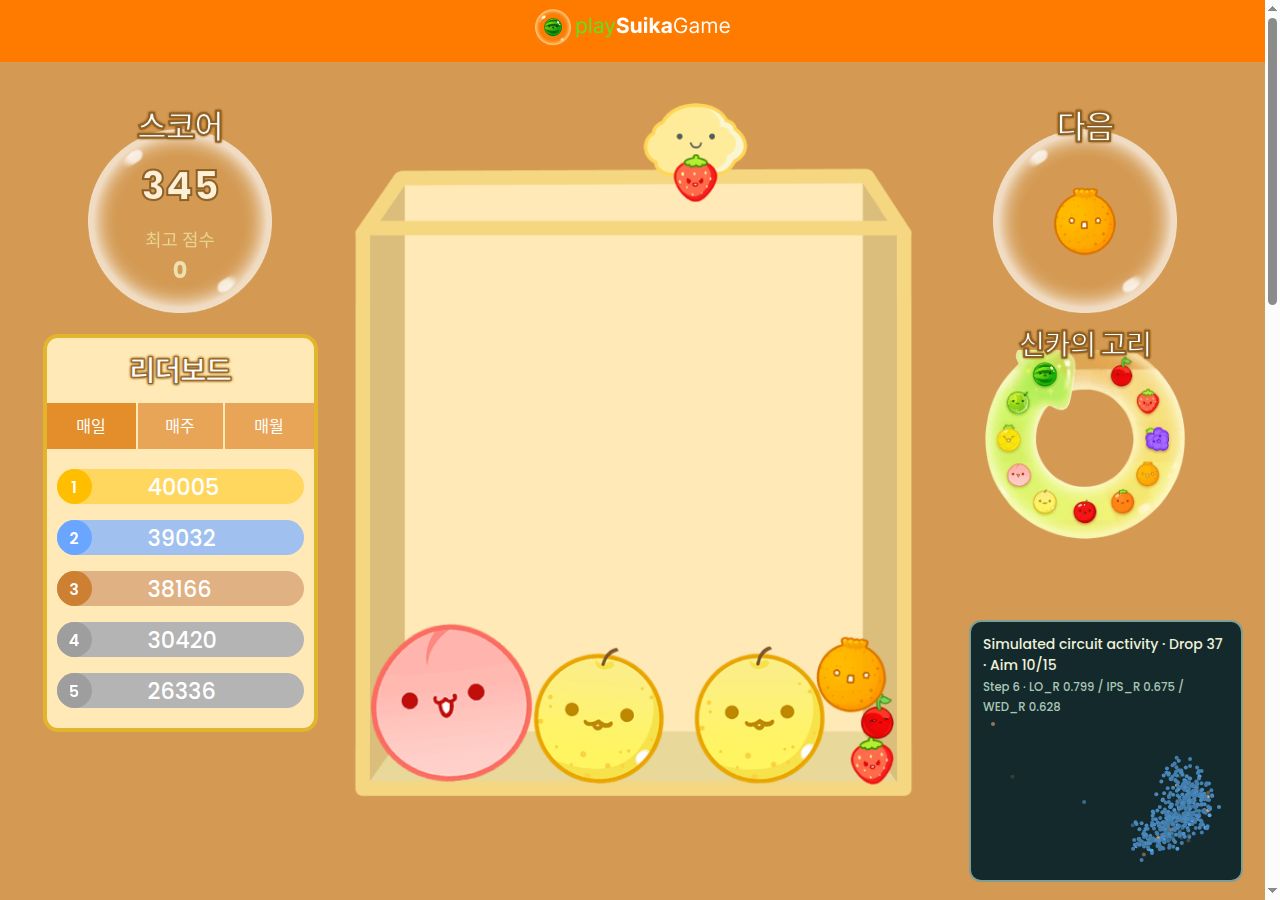 playSuikaGame
스코어
345
최고 점수
0
리더보드
매일 매주 매월
1 40005
2 39032
3 38166
4 30420
5 26336
다음
신카의 고리
Simulated circuit activity · Drop 37
· Aim 10/15
Step 6 · LO_R 0.799 / IPS_R 0.675 /
WED_R 0.628